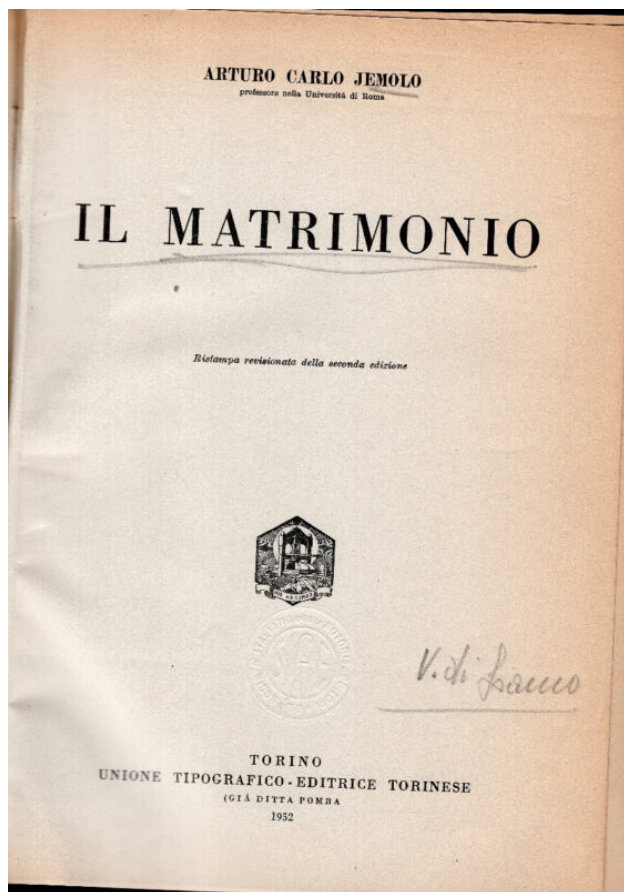 ARTURO CARLO JEMOLO
professore nella Università di Roma
IL MATRIMONIO
Ristampa revisionata della seconda edizione
V. di
TORINO
UNIONE TIPOGRAFICO-EDITRICE TORINESE
(GIÀ DITTA POMBA
1952